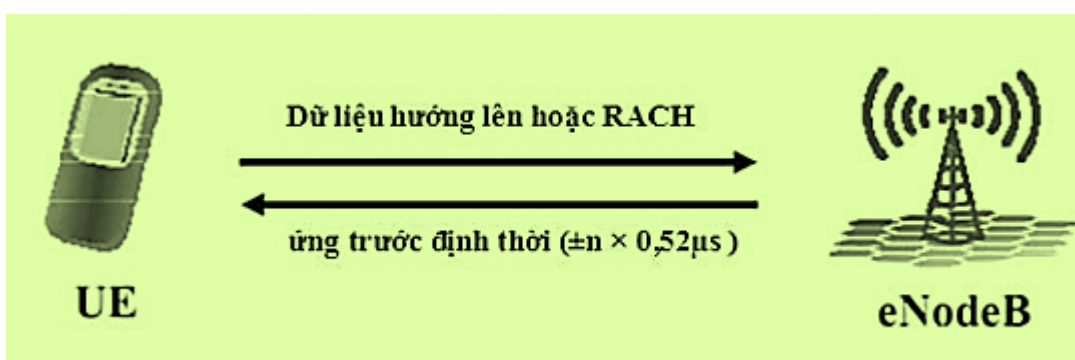 Dữ liệu hướng lên hoặc RACH
ứng trước định thời (±n × 0,52µs )
UE
eNodeB